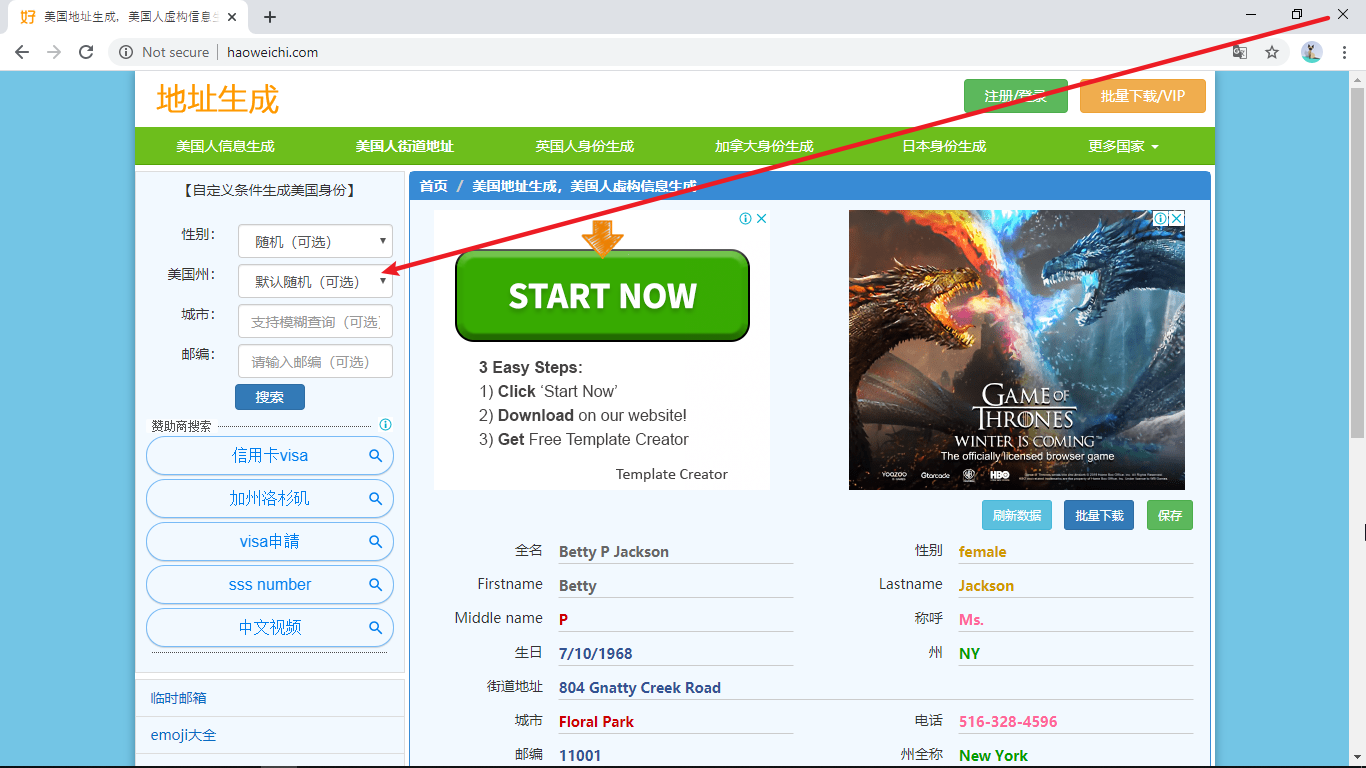 好 美国地址生成，美国人虚构信息生
Not secure haoweichi.com
地址生成
注册/登录 批量下载/VIP
美国人信息生成 美国人街道地址 英国人身份生成 加拿大身份生成 日本身份生成 更多国家
【自定义条件生成美国身份】
性别： 随机（可选）
美国州： 默认随机（可选）
城市： 支持模糊查询（可选）
邮编： 请输入邮编（可选）
搜索
赞助商搜索
信用卡visa
加州洛杉矶
visa申請
sss number
中文视频
临时邮箱
emoji大全
首页 / 美国地址生成，美国人虚构信息生成
START NOW
3 Easy Steps:
1) Click ‘Start Now’
2) Download on our website!
3) Get Free Template Creator
Template Creator
GAME OF
THRONES
WINTER IS COMING™
The officially licensed browser game
YOOZOO Gtarcade HBO
刷新数据 批量下载 保存
全名 Betty P Jackson 性别 female
Firstname Betty Lastname Jackson
Middle name P 称呼 Ms.
生日 7/10/1968 州 NY
街道地址 804 Gnatty Creek Road
城市 Floral Park 电话 516-328-4596
邮编 11001 州全称 New York